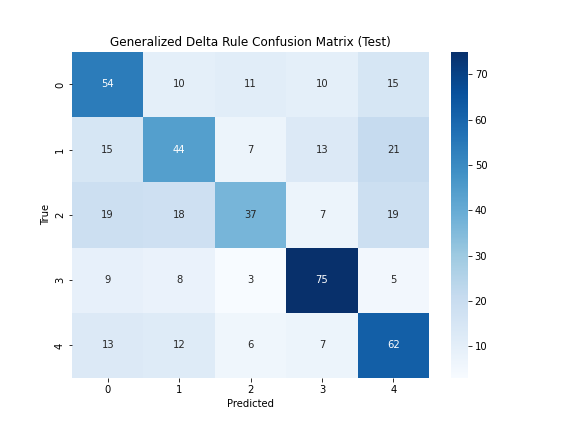 Generalized Delta Rule Confusion Matrix (Test)
0 54 10 11 10 15
1 15 44 7 13 21
2 19 18 37 7 19
3 9 8 3 75 5
4 13 12 6 7 62
0 1 2 3 4
True
Predicted
70
60
50
40
30
20
10